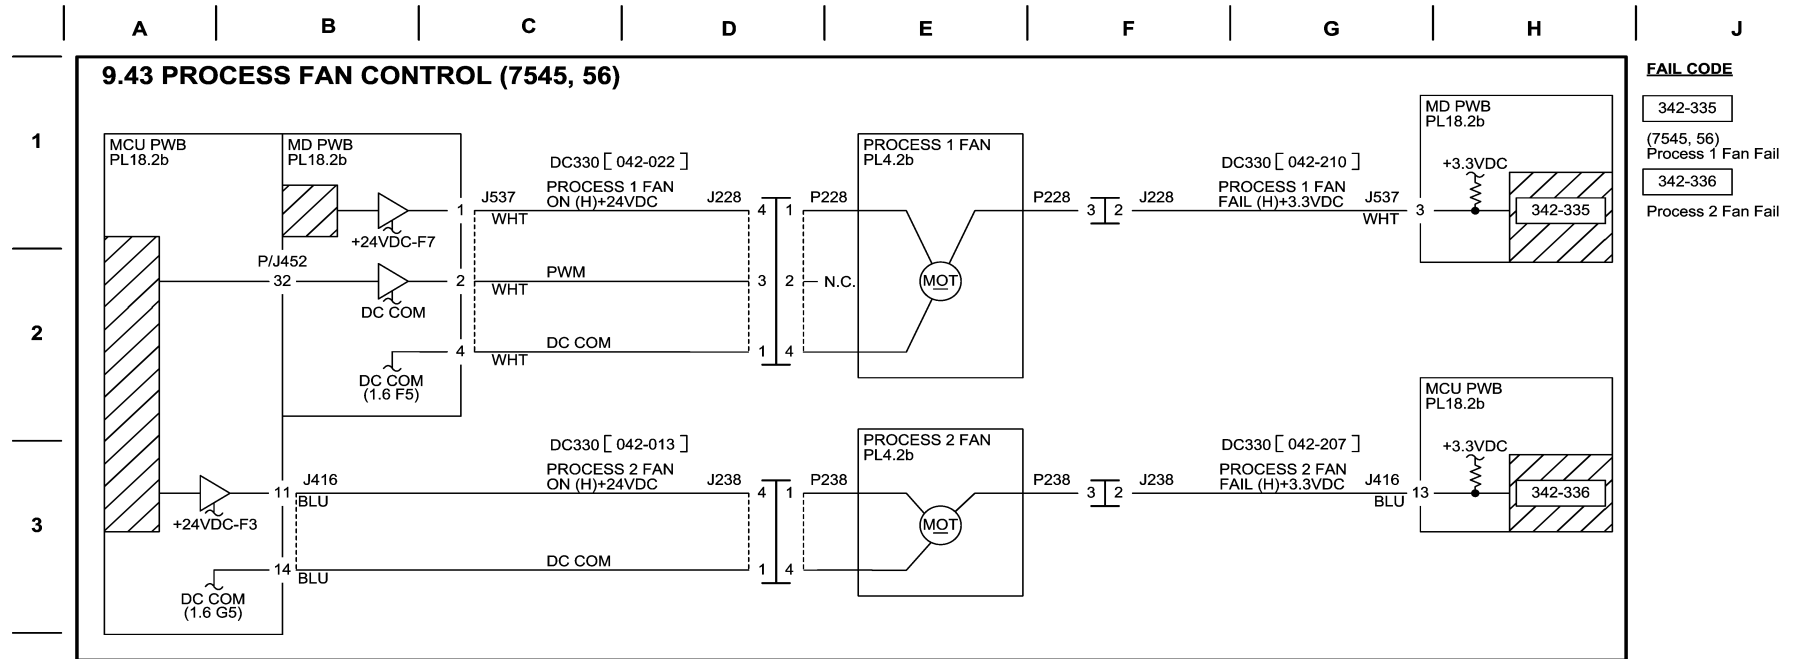 A B C D E F G H J
9.43 PROCESS FAN CONTROL (7545, 56)
FAIL CODE
342-335
(7545, 56)
Process 1 Fan Fail
342-336
Process 2 Fan Fail
1
2
3
MCU PWB
PL18.2b
MD PWB
PL18.2b
+24VDC-F7
P/J452
32
DC COM
DC COM
(1.6 F5)
1
2
4
J537
WHT
WHT
WHT
DC330 [ 042-022 ]
PROCESS 1 FAN
ON (H)+24VDC
PWM
DC COM
J228
4 1
3 2
1 4
P228
N.C.
PROCESS 1 FAN
PL4.2b
MOT
P228
3 2
J228
DC330 [ 042-210 ]
PROCESS 1 FAN
FAIL (H)+3.3VDC
J537
WHT
3
MD PWB
PL18.2b
+3.3VDC
342-335
+24VDC-F3
DC COM
(1.6 G5)
11
14
J416
BLU
BLU
DC330 [ 042-013 ]
PROCESS 2 FAN
ON (H)+24VDC
DC COM
J238
4 1
1 4
P238
PROCESS 2 FAN
PL4.2b
MOT
P238
3 2
J238
DC330 [ 042-207 ]
PROCESS 2 FAN
FAIL (H)+3.3VDC
J416
BLU
13
MCU PWB
PL18.2b
+3.3VDC
342-336